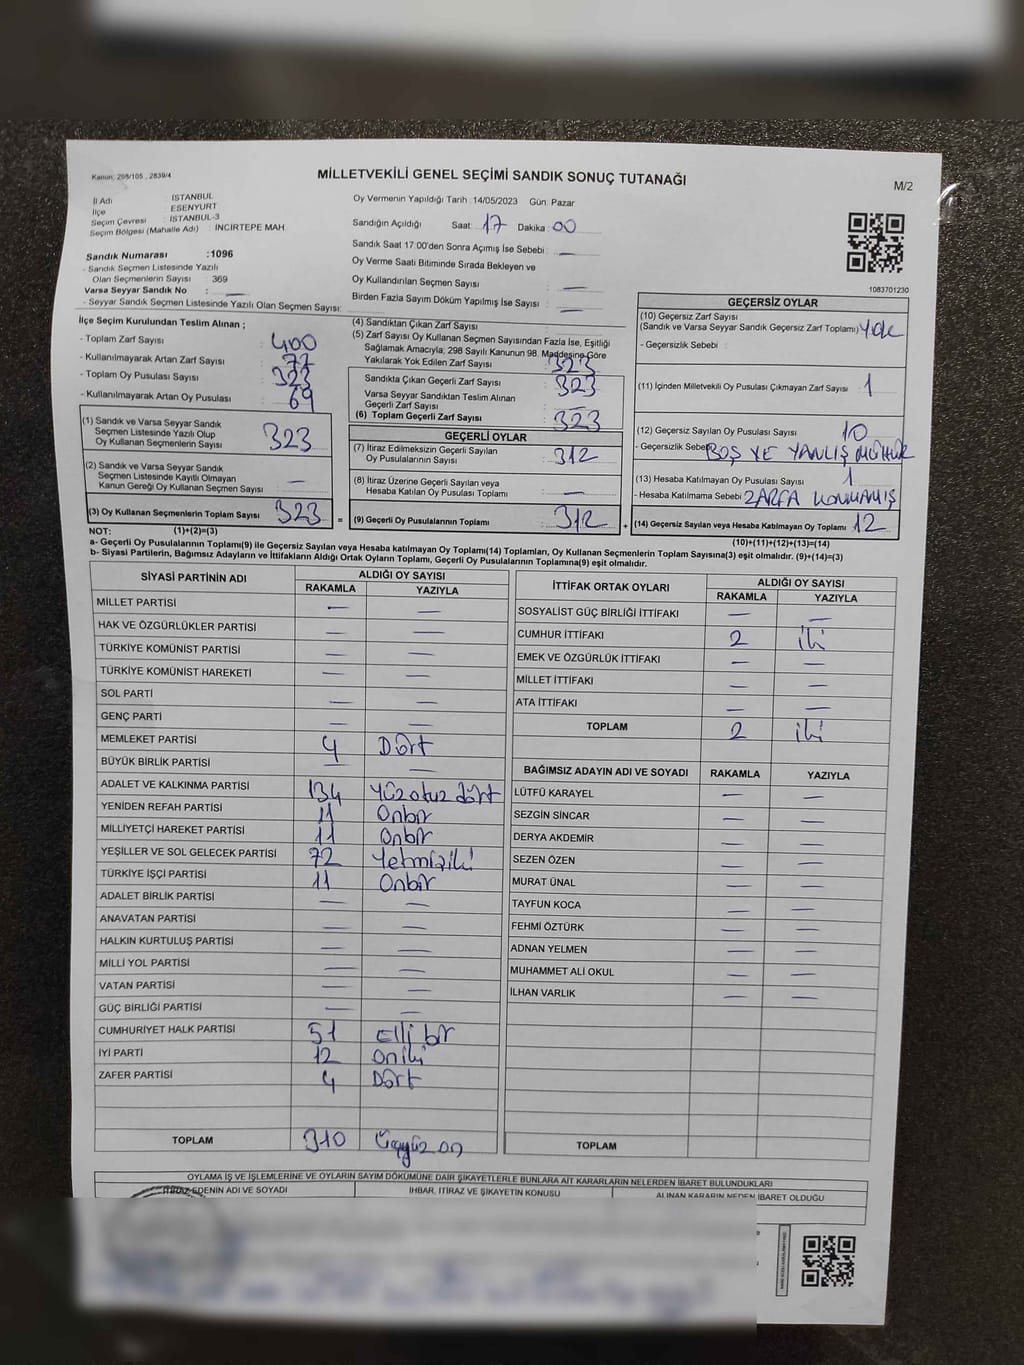 Kanun: 298/105 , 2839/4
MİLLETVEKİLİ GENEL SEÇİMİ SANDIK SONUÇ TUTANAĞI
M/2
İl Adı : İSTANBUL
İlçe : ESENYURT
Seçim Çevresi : İSTANBUL-3
Seçim Bölgesi (Mahalle Adı) : İNCİRTEPE MAH
Sandık Numarası : 1096
- Sandık Seçmen Listesinde Yazılı
Olan Seçmenlerin Sayısı : 369
Varsa Seyyar Sandık No : —
- Seyyar Sandık Seçmen Listesinde Yazılı Olan Seçmen Sayısı:
Oy Vermenin Yapıldığı Tarih : 14/05/2023 Gün: Pazar
Sandığın Açıldığı Saat: 17 Dakika: 00
Sandık Saat 17:00'den Sonra Açımış İse Sebebi : —
Oy Verme Saati Bitiminde Sırada Bekleyen ve
Oy Kullandırılan Seçmen Sayısı : —
Birden Fazla Sayım Döküm Yapılmış İse Sayısı : —
1083701230
İlçe Seçim Kurulundan Teslim Alınan ;
- Toplam Zarf Sayısı : 400
- Kullanılmayarak Artan Zarf Sayısı : 77
- Toplam Oy Pusulası Sayısı : 323
- Kullanılmayarak Artan Oy Pusulası : 69
(1) Sandık ve Varsa Seyyar Sandık
Seçmen Listesinde Yazılı Olup
Oy Kullanan Seçmenlerin Sayısı : 323
(2) Sandık ve Varsa Seyyar Sandık
Seçmen Listesinde Kayıtlı Olmayan
Kanun Gereği Oy Kullanan Seçmen Sayısı : —
(3) Oy Kullanan Seçmenlerin Toplam Sayısı : 323
(4) Sandıktan Çıkan Zarf Sayısı :
(5) Zarf Sayısı Oy Kullanan Seçmen Sayısından Fazla İse, Eşitliği
Sağlamak Amacıyla, 298 Sayılı Kanunun 98. Maddesine Göre
Yakılarak Yok Edilen Zarf Sayısı : 323
Sandıkta Çıkan Geçerli Zarf Sayısı : 323
Varsa Seyyar Sandıktan Teslim Alınan
Geçerli Zarf Sayısı : —
(6) Toplam Geçerli Zarf Sayısı : 323
GEÇERLİ OYLAR
(7) İtiraz Edilmeksizin Geçerli Sayılan
Oy Pusulalarının Sayısı : 312
(8) İtiraz Üzerine Geçerli Sayılan veya
Hesaba Katılan Oy Pusulası Toplamı : —
= (9) Geçerli Oy Pusulalarının Toplamı : 312
GEÇERSİZ OYLAR
(10) Geçersiz Zarf Sayısı
(Sandık ve Varsa Seyyar Sandık Geçersiz Zarf Toplamı) Yok
- Geçersizlik Sebebi :
(11) İçinden Milletvekili Oy Pusulası Çıkmayan Zarf Sayısı : 1
(12) Geçersiz Sayılan Oy Pusulası Sayısı : 10
- Geçersizlik Sebebi BOŞ VE YANLIŞ MÜHÜR
(13) Hesaba Katılmayan Oy Pusulası Sayısı : 1
- Hesaba Katılmama Sebebi ZARFA KONMAMIŞ
+ (14) Geçersiz Sayılan veya Hesaba Katılmayan Oy Toplamı : 12
NOT: (1)+(2)=(3)
(10)+(11)+(12)+(13)=(14)
a- Geçerli Oy Pusulalarının Toplamı(9) ile Geçersiz Sayılan veya Hesaba katılmayan Oy Toplamı(14) Toplamları, Oy Kullanan Seçmenlerin Toplam Sayısına(3) eşit olmalıdır. (9)+(14)=(3)
b- Siyasi Partilerin, Bağımsız Adayların ve İttifakların Aldığı Ortak Oyların Toplamı, Geçerli Oy Pusulalarının Toplamına(9) eşit olmalıdır.
SİYASİ PARTİNİN ADI ALDIĞI OY SAYISI
RAKAMLA YAZIYLA
MİLLET PARTİSİ — —
HAK VE ÖZGÜRLÜKLER PARTİSİ — —
TÜRKİYE KOMÜNİST PARTİSİ — —
TÜRKİYE KOMÜNİST HAREKETİ — —
SOL PARTİ — —
GENÇ PARTİ — —
MEMLEKET PARTİSİ 4 Dört
BÜYÜK BİRLİK PARTİSİ — —
ADALET VE KALKINMA PARTİSİ 134 Yüz otuz dört
YENİDEN REFAH PARTİSİ 11 Onbir
MİLLİYETÇİ HAREKET PARTİSİ 11 Onbir
YEŞİLLER VE SOL GELECEK PARTİSİ 72 Yetmişiki
TÜRKİYE İŞÇİ PARTİSİ 11 Onbir
ADALET BİRLİK PARTİSİ — —
ANAVATAN PARTİSİ — —
HALKIN KURTULUŞ PARTİSİ — —
MİLLİ YOL PARTİSİ — —
VATAN PARTİSİ — —
GÜÇ BİRLİĞİ PARTİSİ — —
CUMHURİYET HALK PARTİSİ 51 Elli bir
İYİ PARTİ 12 Oniki
ZAFER PARTİSİ 4 Dört
TOPLAM 310 Üçyüz on
İTTİFAK ORTAK OYLARI ALDIĞI OY SAYISI
RAKAMLA YAZIYLA
SOSYALİST GÜÇ BİRLİĞİ İTTİFAKI — —
CUMHUR İTTİFAKI 2 iki
EMEK VE ÖZGÜRLÜK İTTİFAKI — —
MİLLET İTTİFAKI — —
ATA İTTİFAKI — —
TOPLAM 2 iki
BAĞIMSIZ ADAYIN ADI VE SOYADI RAKAMLA YAZIYLA
LÜTFÜ KARAYEL — —
SEZGİN SİNCAR — —
DERYA AKDEMİR — —
SEZEN ÖZEN — —
MURAT ÜNAL — —
TAYFUN KOCA — —
FEHMİ ÖZTÜRK — —
ADNAN YELMEN — —
MUHAMMET ALİ OKUL — —
İLHAN VARLIK — —
TOPLAM
OYLAMA İŞ VE İŞLEMLERİNE VE OYLARIN SAYIM DÖKÜMÜNE DAİR ŞİKAYETLERLE BUNLARA AİT KARARLARIN NELERDEN İBARET BULUNDUKLARI
İTİRAZ EDENİN ADI VE SOYADI İHBAR, İTİRAZ VE ŞİKAYETİN KONUSU ALINAN KARARIN NEDEN İBARET OLDUĞU